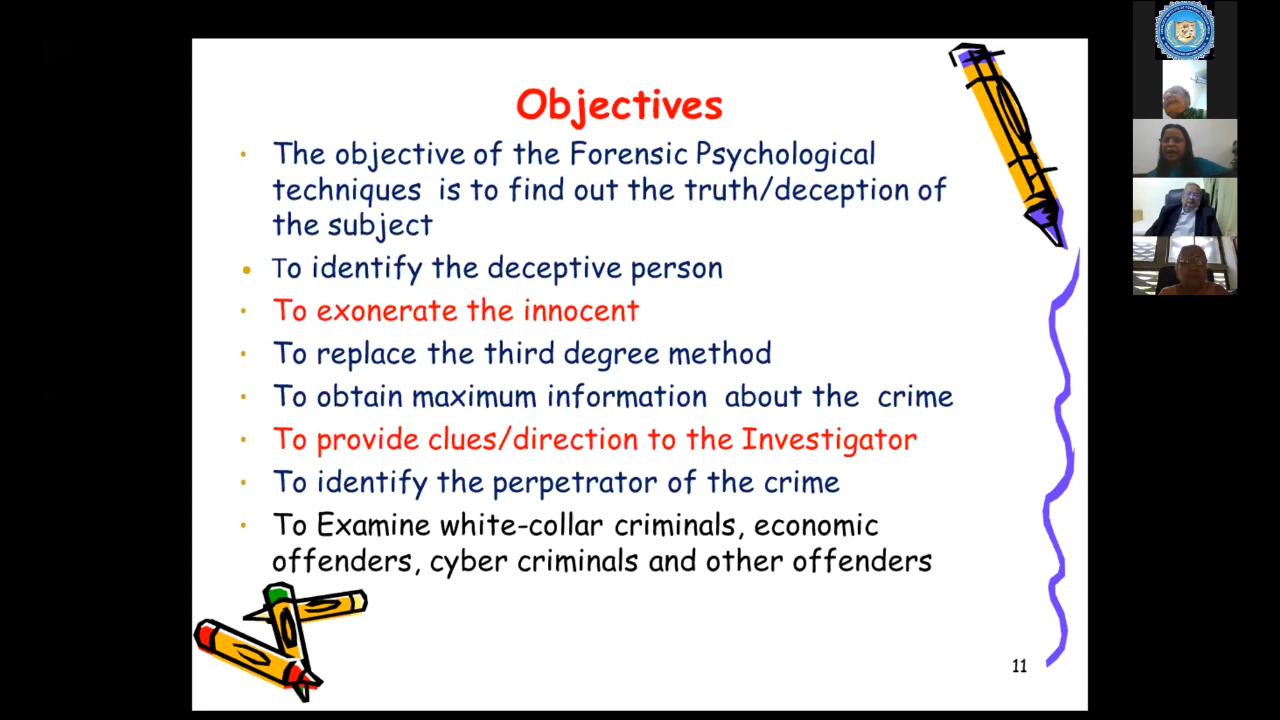 Objectives
• The objective of the Forensic Psychological
techniques is to find out the truth/deception of
the subject
• To identify the deceptive person
• To exonerate the innocent
• To replace the third degree method
• To obtain maximum information about the crime
• To provide clues/direction to the Investigator
• To identify the perpetrator of the crime
• To Examine white-collar criminals, economic
offenders, cyber criminals and other offenders
11